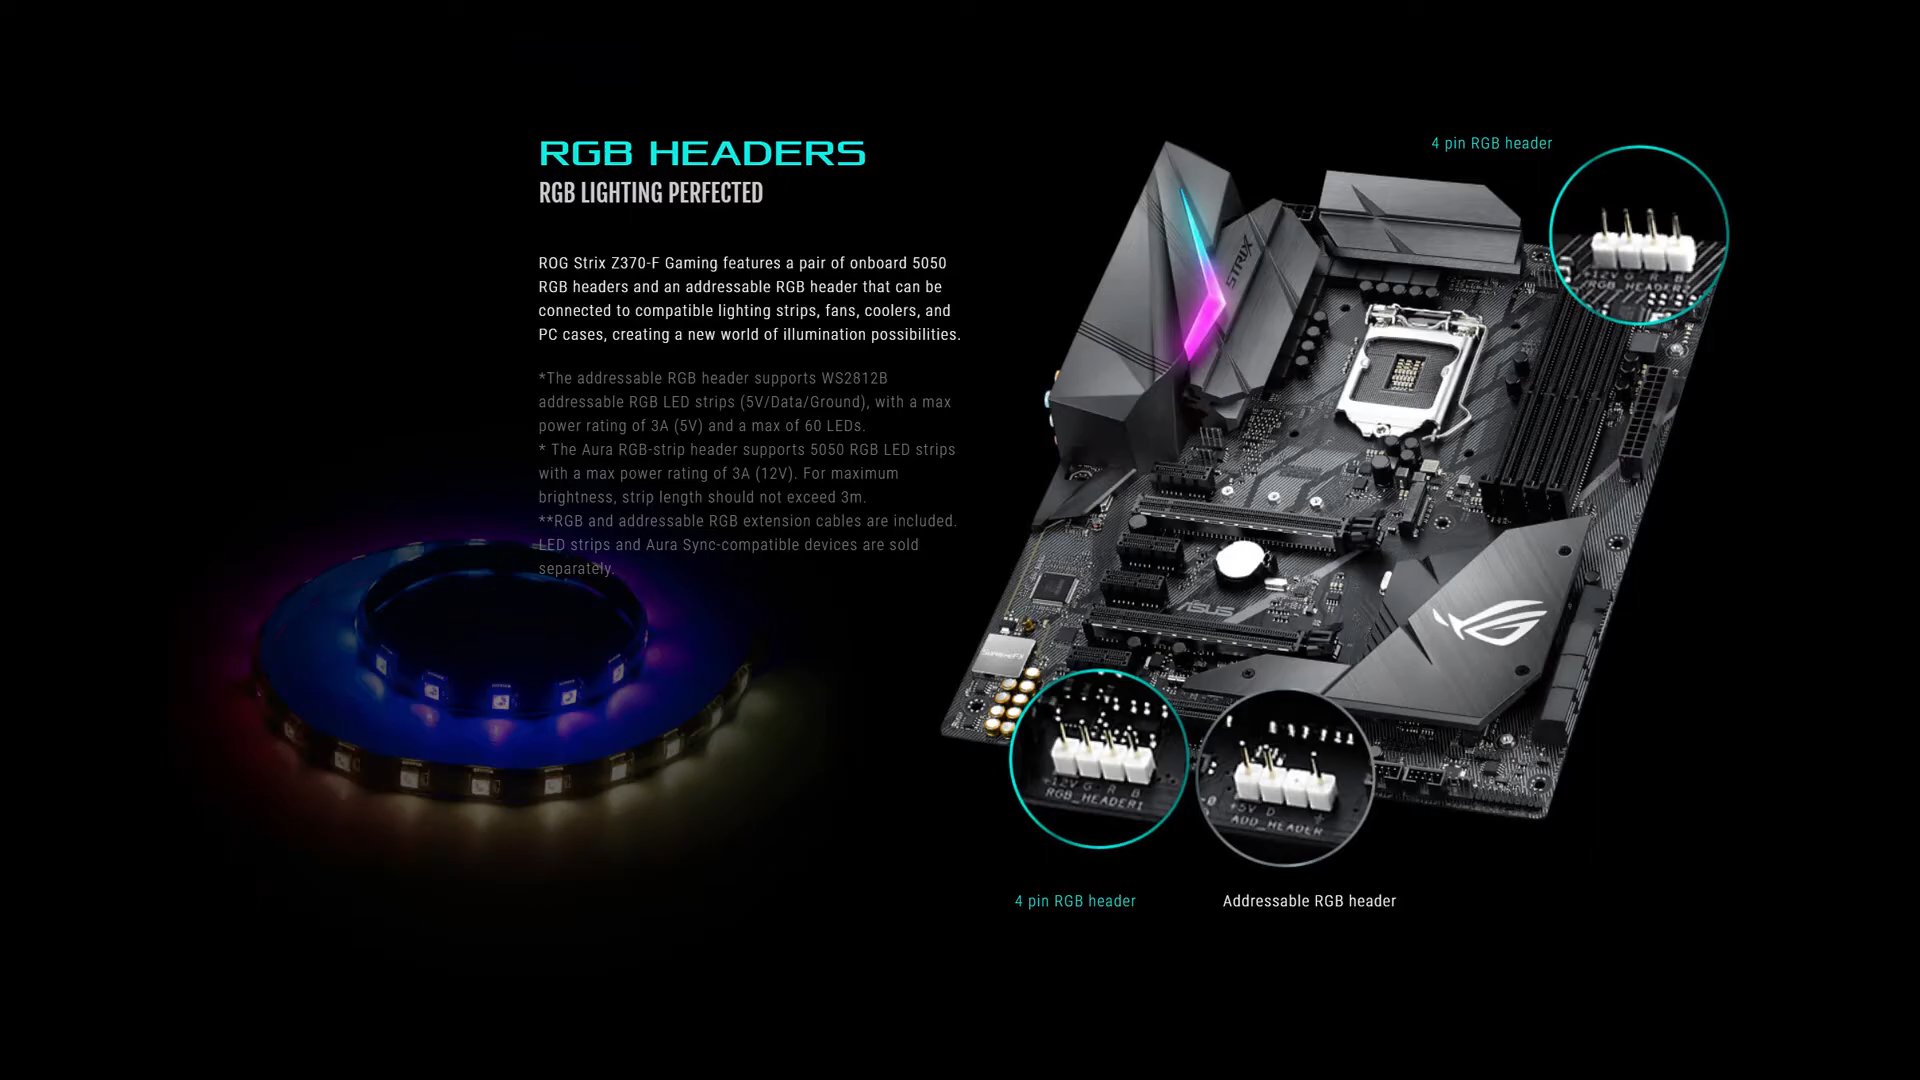 RGB HEADERS
RGB LIGHTING PERFECTED
ROG Strix Z370-F Gaming features a pair of onboard 5050
RGB headers and an addressable RGB header that can be
connected to compatible lighting strips, fans, coolers, and
PC cases, creating a new world of illumination possibilities.
*The addressable RGB header supports WS2812B
addressable RGB LED strips (5V/Data/Ground), with a max
power rating of 3A (5V) and a max of 60 LEDs.
* The Aura RGB-strip header supports 5050 RGB LED strips
with a max power rating of 3A (12V). For maximum
brightness, strip length should not exceed 3m.
**RGB and addressable RGB extension cables are included.
LED strips and Aura Sync-compatible devices are sold
separately.
4 pin RGB header
+12V G R B
RGB_HEADER2
STRIX
ASUS
SupremeFX
+12V G R B
RGB_HEADER1
+5V D
ADD_HEADER
4 pin RGB header
Addressable RGB header